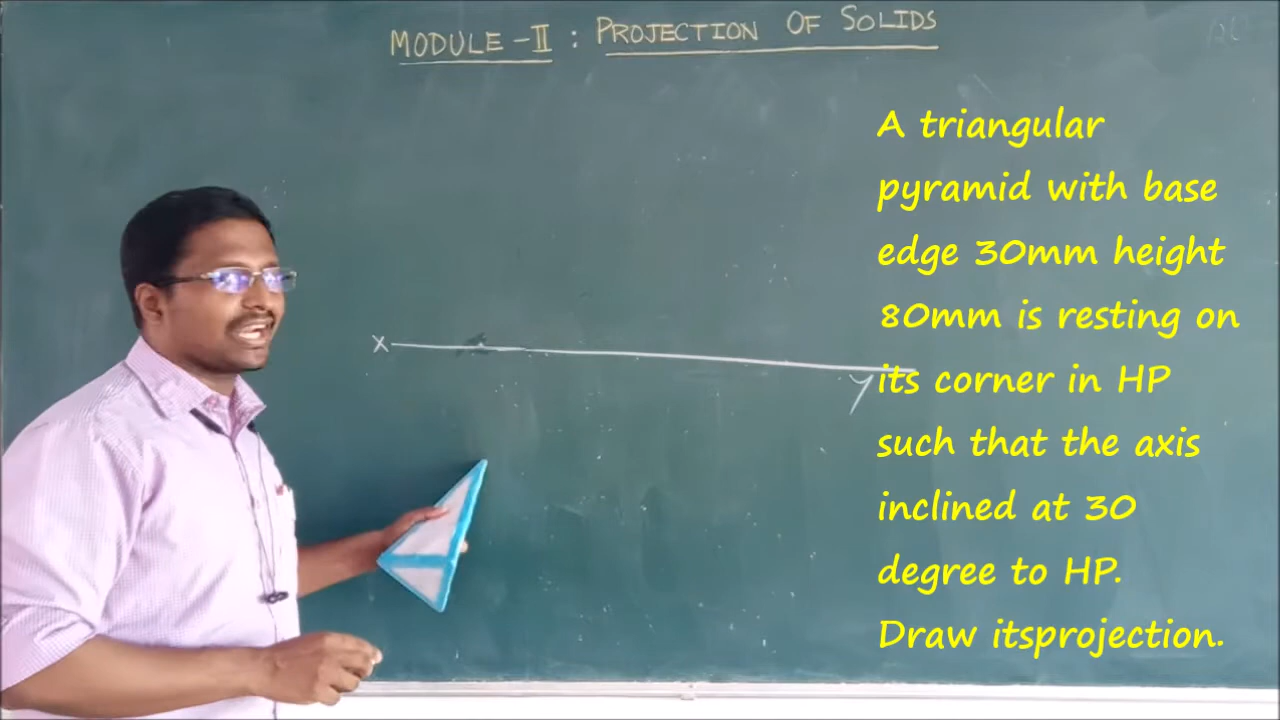 MODULE - II : PROJECTION OF SOLIDS
A triangular
pyramid with base
edge 30mm height
80mm is resting on
its corner in HP
such that the axis
inclined at 30
degree to HP.
Draw itsprojection.
X
Y